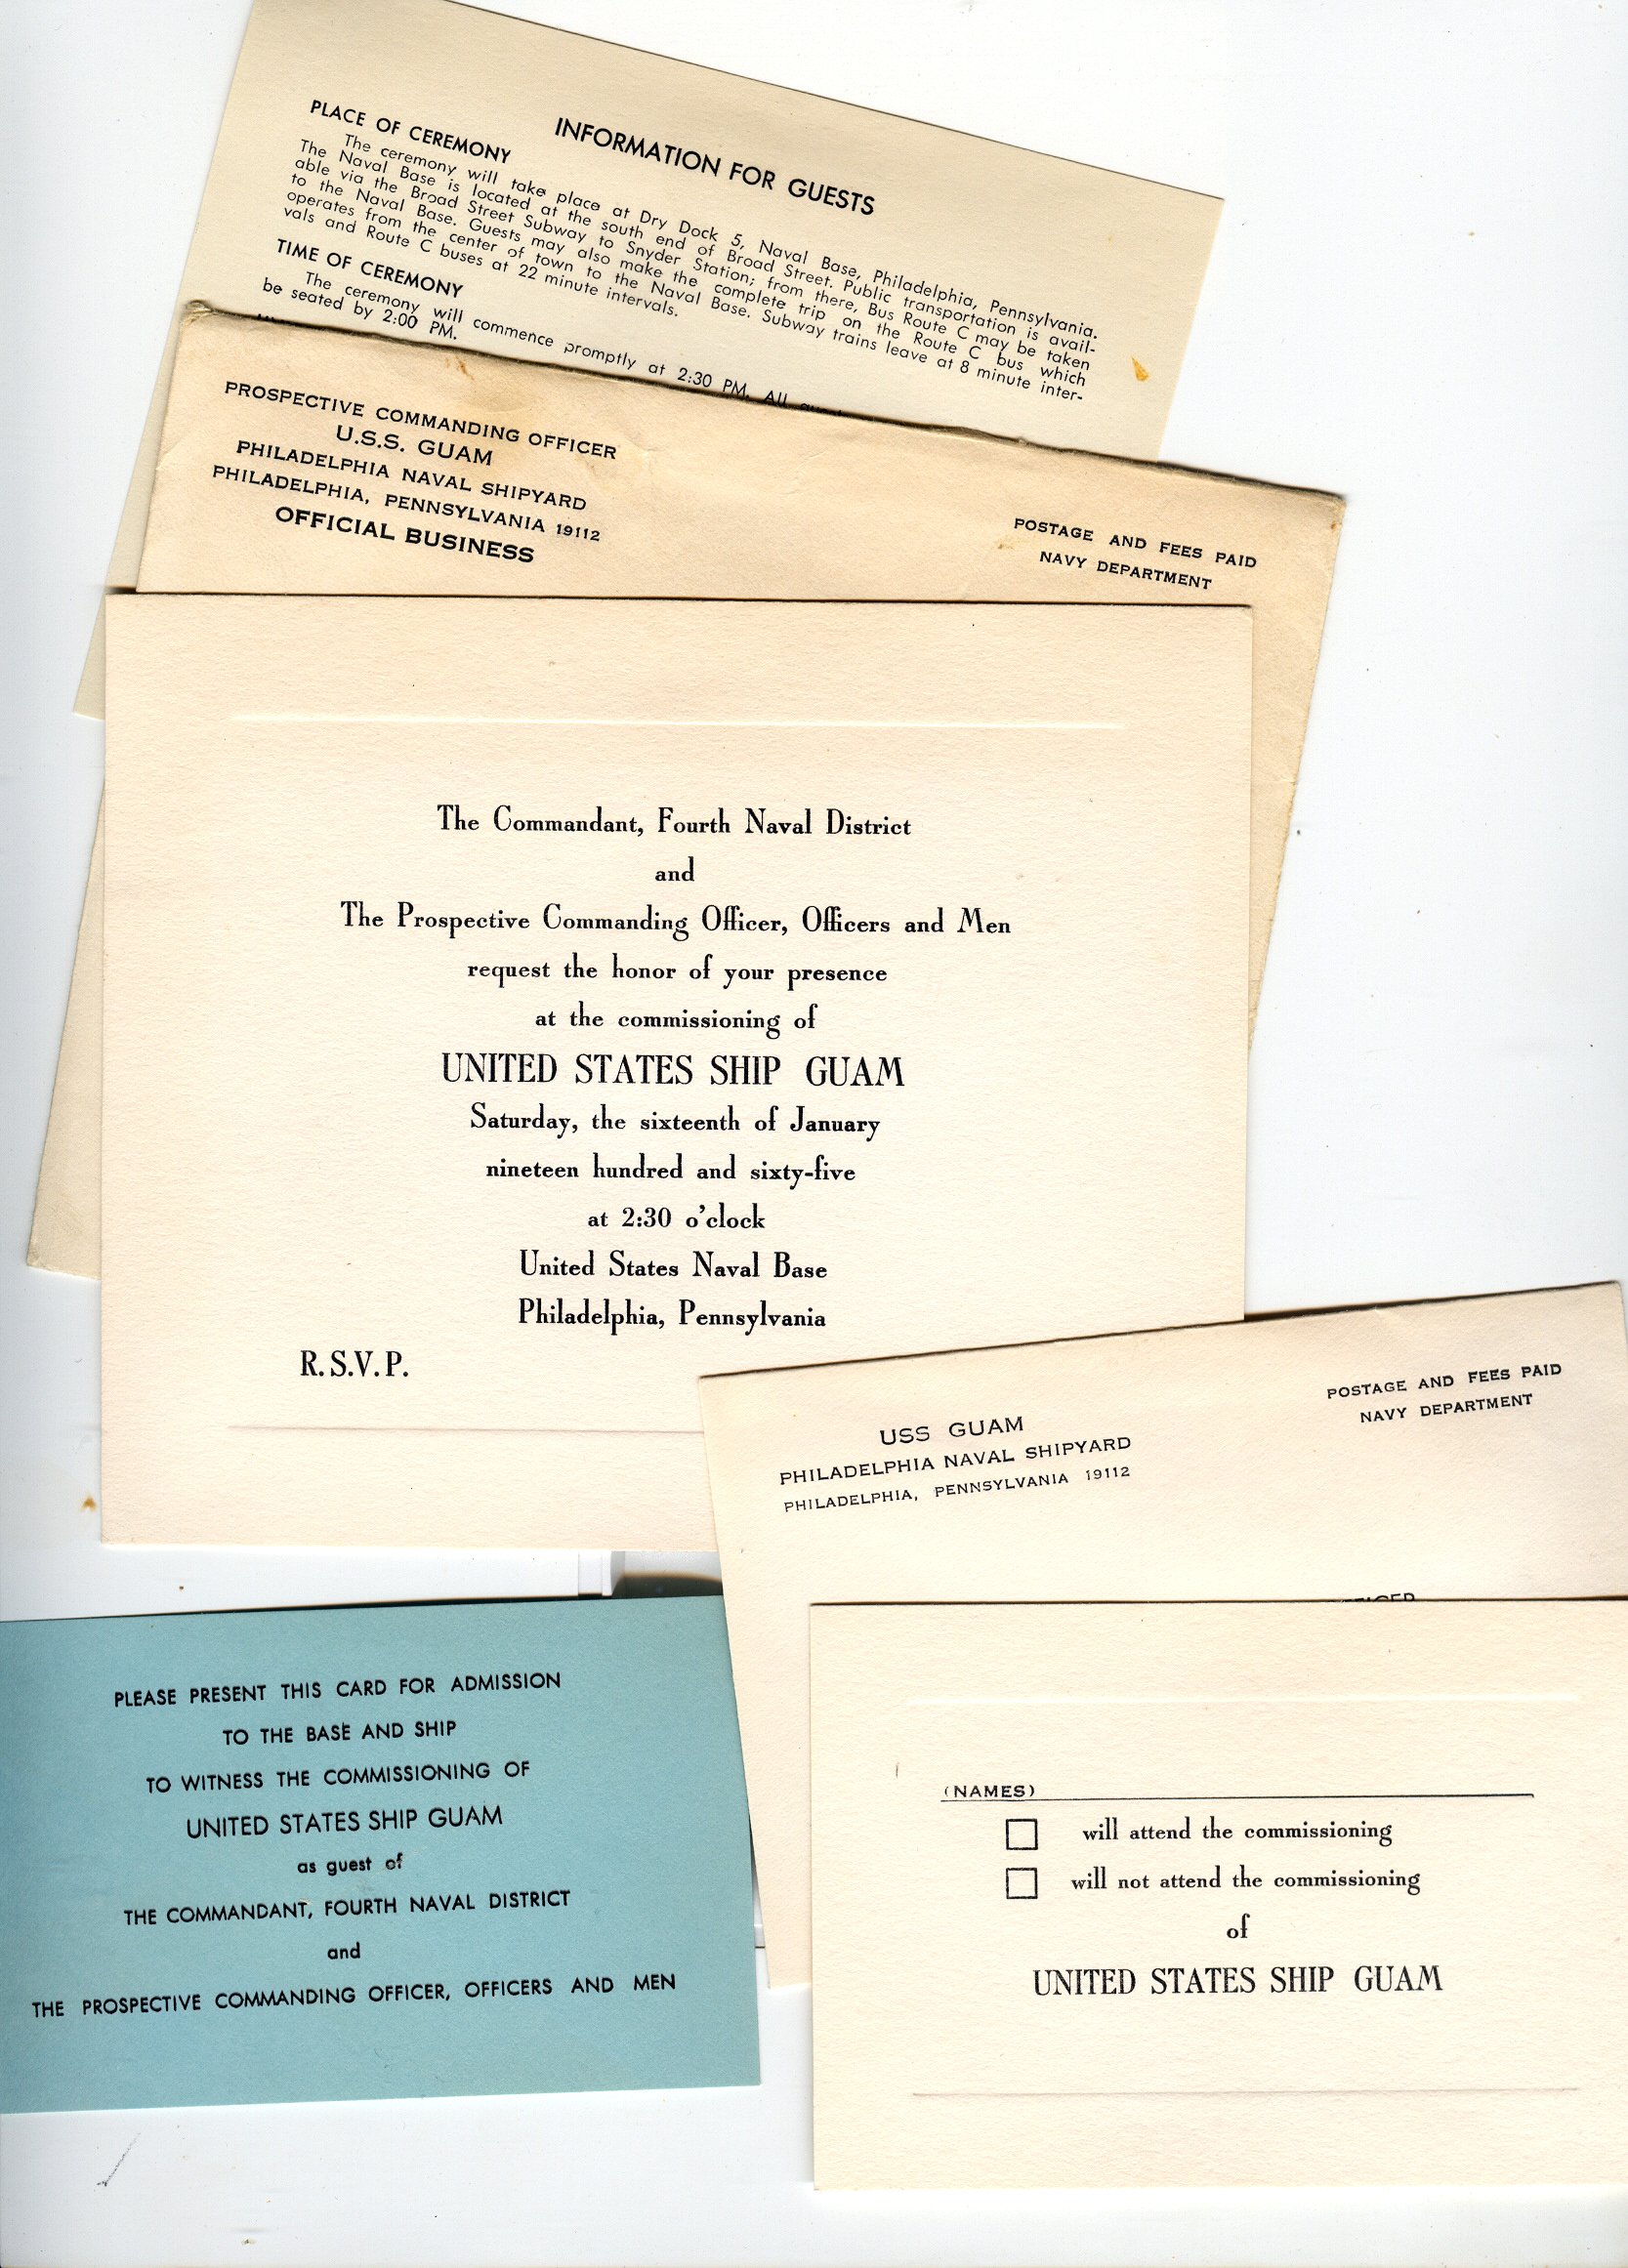 INFORMATION FOR GUESTS
PLACE OF CEREMONY
The ceremony will take place at Dry Dock 5, Naval Base, Philadelphia, Pennsylvania.
The Naval Base is located at the south end of Broad Street. Public transportation is avail-
able via the Broad Street Subway to Snyder Station; from there, Bus Route C may be taken
to the Naval Base. Guests may also make the complete trip on the Route C bus which
operates from the center of town to the Naval Base. Subway trains leave at 8 minute inter-
vals and Route C buses at 22 minute intervals.
TIME OF CEREMONY
The ceremony will commence promptly at 2:30 PM. All
be seated by 2:00 PM.
PROSPECTIVE COMMANDING OFFICER
U.S.S. GUAM
PHILADELPHIA NAVAL SHIPYARD
PHILADELPHIA, PENNSYLVANIA 19112
OFFICIAL BUSINESS
POSTAGE AND FEES PAID
NAVY DEPARTMENT
The Commandant, Fourth Naval District
and
The Prospective Commanding Officer, Officers and Men
request the honor of your presence
at the commissioning of
UNITED STATES SHIP GUAM
Saturday, the sixteenth of January
nineteen hundred and sixty-five
at 2:30 o'clock
United States Naval Base
Philadelphia, Pennsylvania
R.S.V.P.
USS GUAM
PHILADELPHIA NAVAL SHIPYARD
PHILADELPHIA, PENNSYLVANIA 19112
POSTAGE AND FEES PAID
NAVY DEPARTMENT
PLEASE PRESENT THIS CARD FOR ADMISSION
TO THE BASE AND SHIP
TO WITNESS THE COMMISSIONING OF
UNITED STATES SHIP GUAM
as guest of
THE COMMANDANT, FOURTH NAVAL DISTRICT
and
THE PROSPECTIVE COMMANDING OFFICER, OFFICERS AND MEN
(NAMES)
will attend the commissioning
will not attend the commissioning
of
UNITED STATES SHIP GUAM